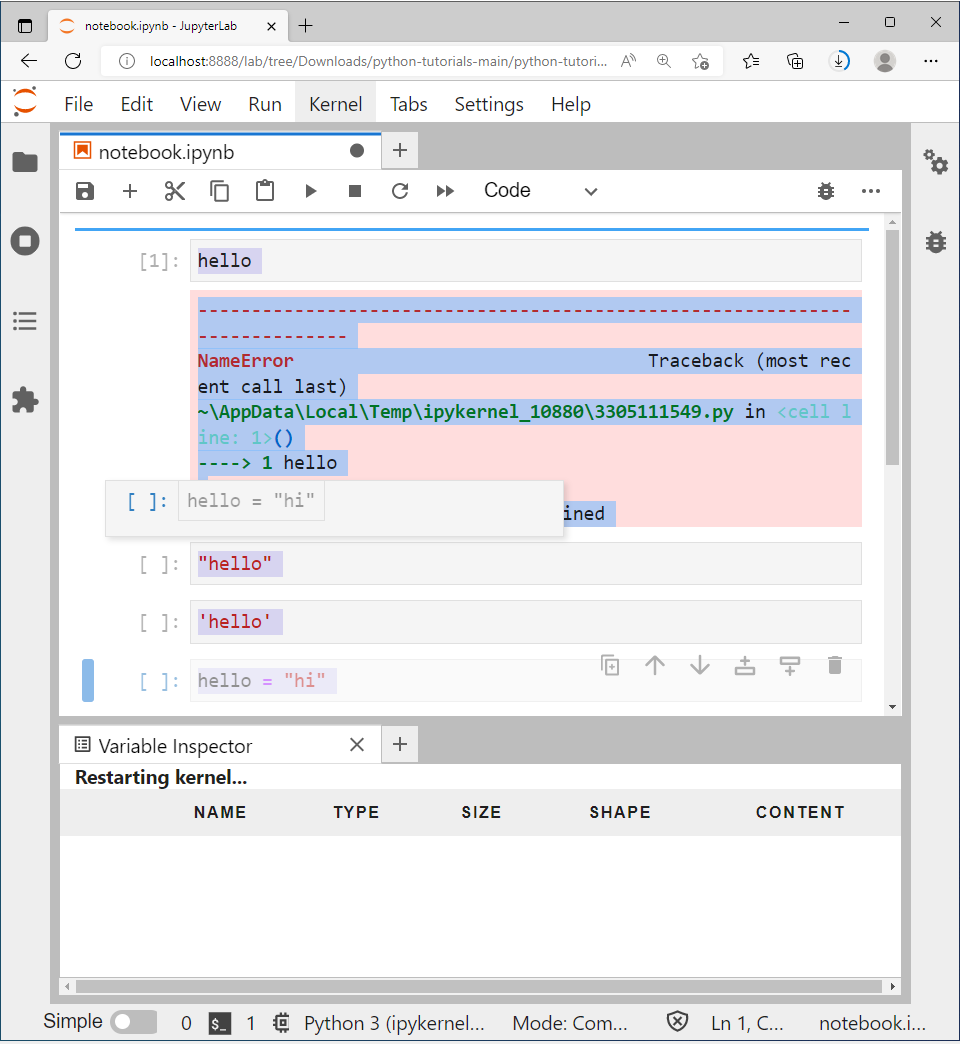 notebook.ipynb - JupyterLab
localhost:8888/lab/tree/Downloads/python-tutorials-main/python-tutori...
File Edit View Run Kernel Tabs Settings Help
notebook.ipynb
Code
[1]: hello
-------------------------------------------------------------
--------------
NameError Traceback (most rec
ent call last)
~\AppData\Local\Temp\ipykernel_10880\3305111549.py in <cell l
ine: 1>()
----> 1 hello
[ ]: hello = "hi"
ined
[ ]: "hello"
[ ]: 'hello'
[ ]: hello = "hi"
Variable Inspector
Restarting kernel...
NAME TYPE SIZE SHAPE CONTENT
Simple 0 $_ 1 Python 3 (ipykernel... Mode: Com... Ln 1, C... notebook.i...